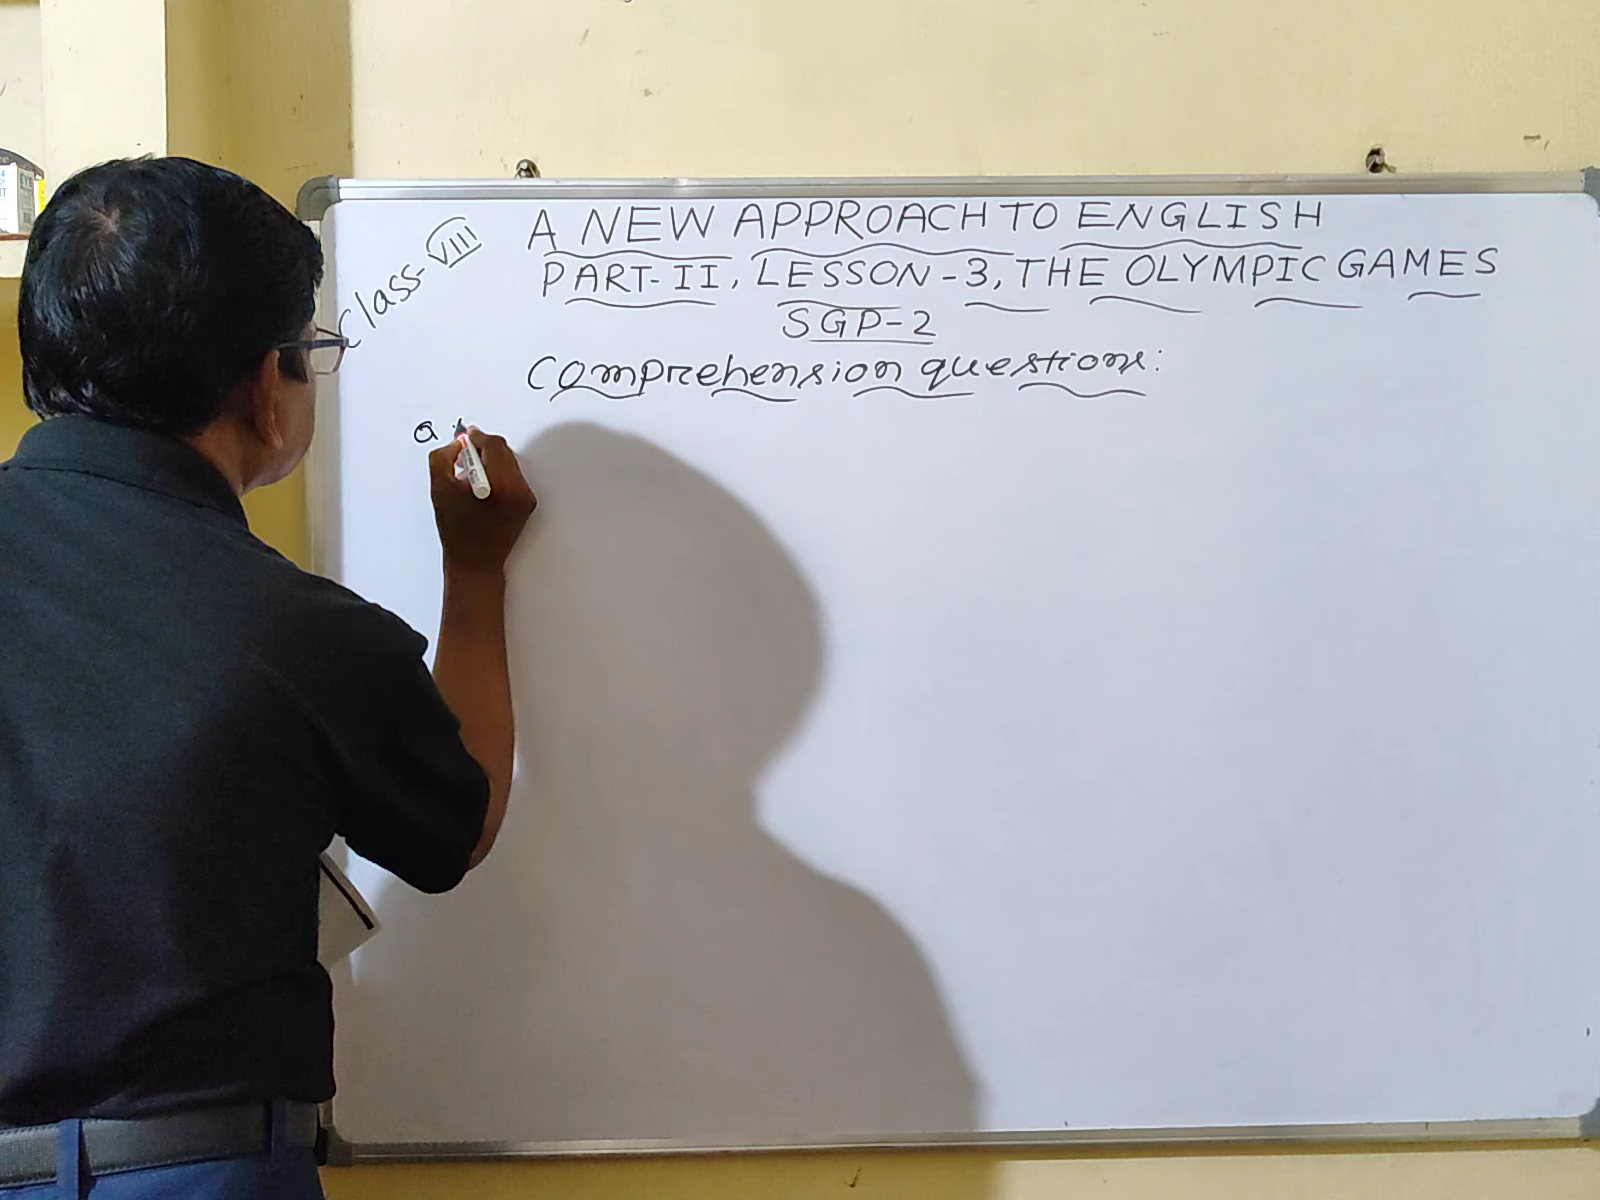 Class-VIII
A NEW APPROACH TO ENGLISH
PART-II, LESSON-3, THE OLYMPIC GAMES
SGP-2
Comprehension questions:
a.